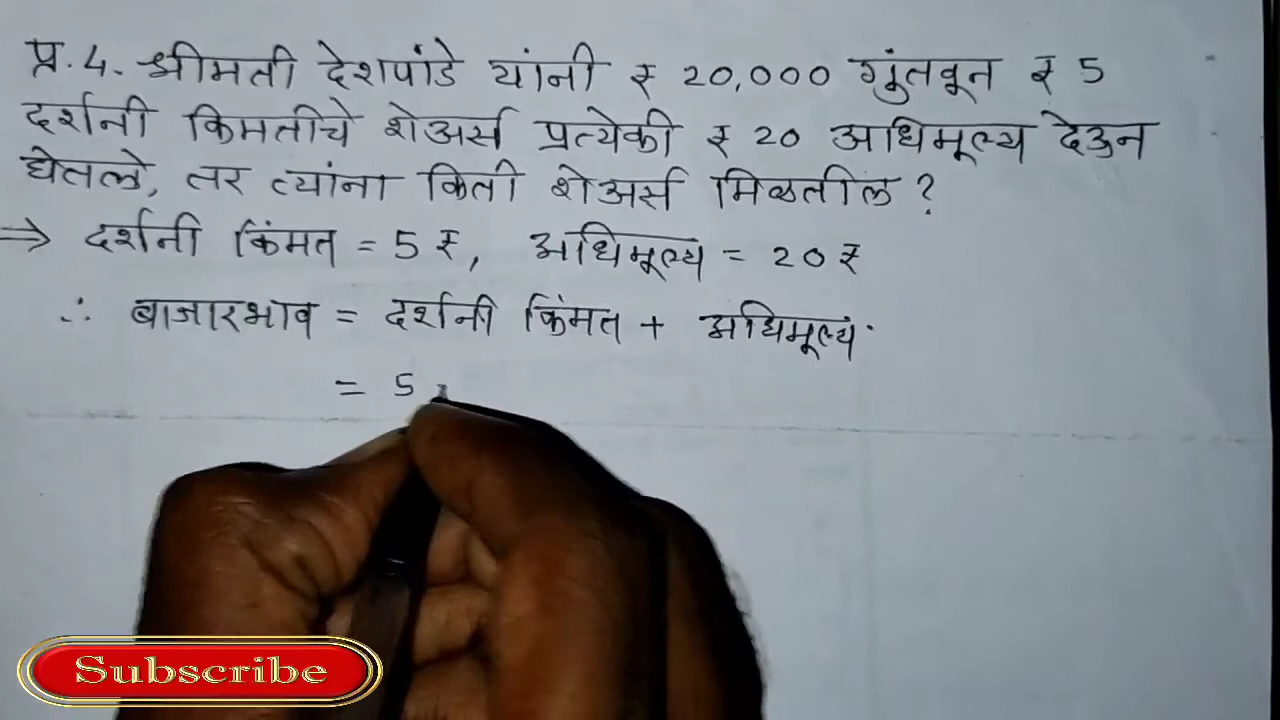 प्र. 4. श्रीमती देशपांडे यांनी ₹ 20,000 गुंतवून ₹ 5
दर्शनी किमतीचे शेअर्स प्रत्येकी ₹ 20 अधिमूल्य देऊन
घेतले, तर त्यांना किती शेअर्स मिळतील ?
⇒ दर्शनी किंमत = 5 ₹, अधिमूल्य = 20 ₹
∴ बाजारभाव = दर्शनी किंमत + अधिमूल्य
= 5
Subscribe